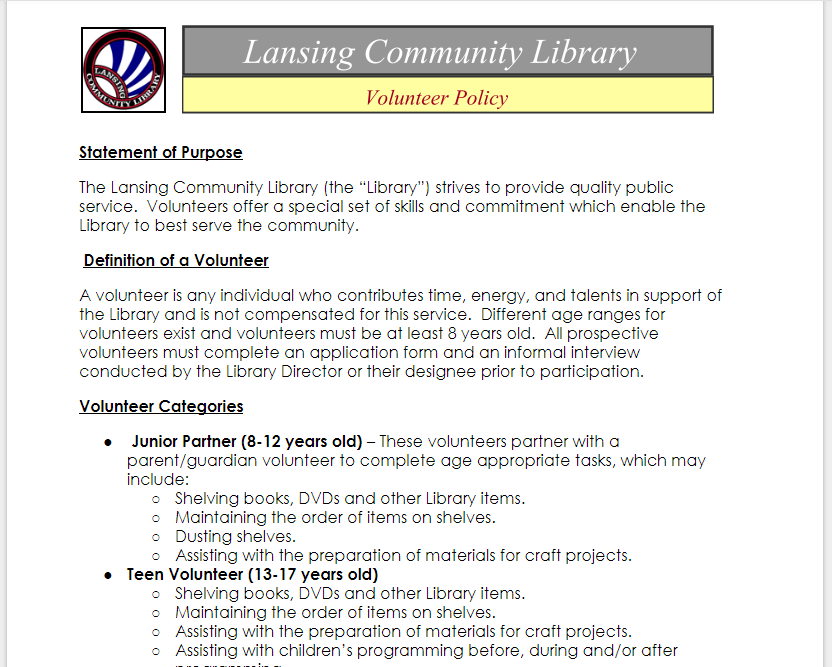 LANSING
COMMUNITY LIBRARY
Lansing Community Library
Volunteer Policy
Statement of Purpose
The Lansing Community Library (the “Library”) strives to provide quality public
service.  Volunteers offer a special set of skills and commitment which enable the
Library to best serve the community.
Definition of a Volunteer
A volunteer is any individual who contributes time, energy, and talents in support of
the Library and is not compensated for this service.  Different age ranges for
volunteers exist and volunteers must be at least 8 years old.  All prospective
volunteers must complete an application form and an informal interview
conducted by the Library Director or their designee prior to participation.
Volunteer Categories
● Junior Partner (8-12 years old) – These volunteers partner with a
parent/guardian volunteer to complete age appropriate tasks, which may
include:
○ Shelving books, DVDs and other Library items.
○ Maintaining the order of items on shelves.
○ Dusting shelves.
○ Assisting with the preparation of materials for craft projects.
● Teen Volunteer (13-17 years old)
○ Shelving books, DVDs and other Library items.
○ Maintaining the order of items on shelves.
○ Assisting with the preparation of materials for craft projects.
○ Assisting with children’s programming before, during and/or after